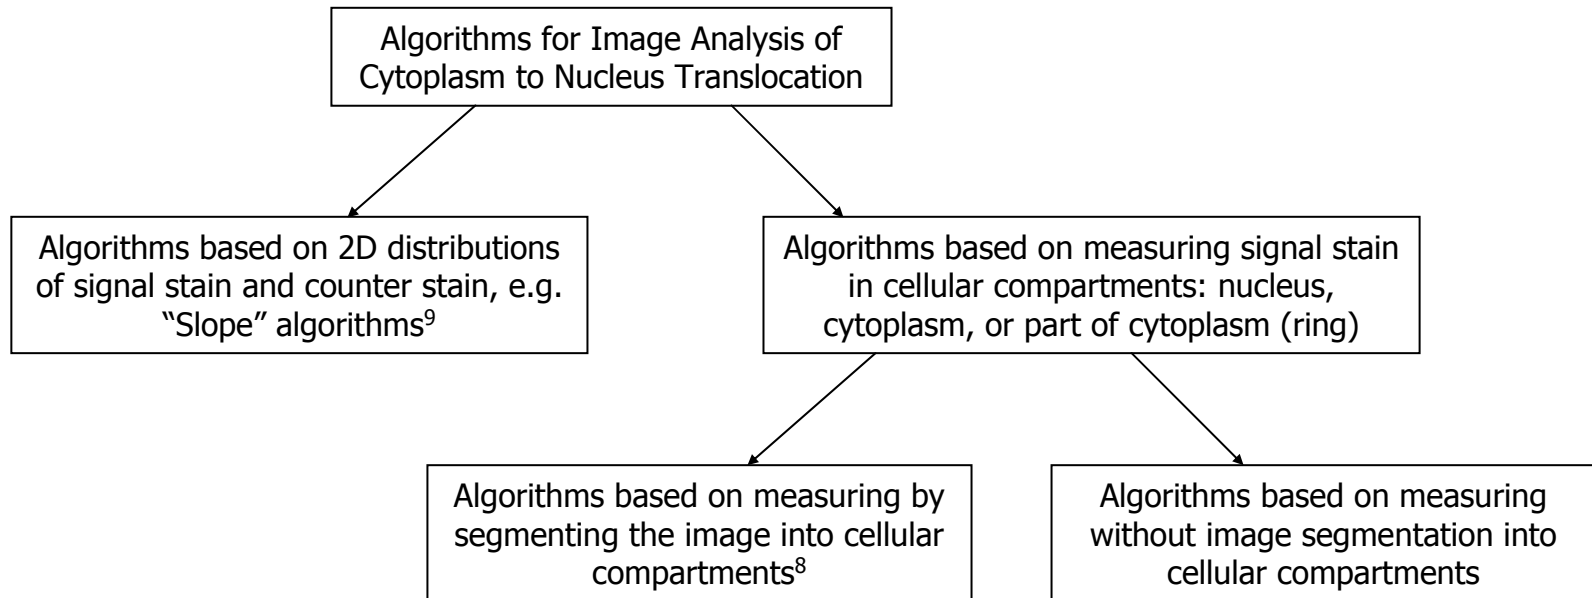 Algorithms for Image Analysis of
Cytoplasm to Nucleus Translocation
Algorithms based on 2D distributions
of signal stain and counter stain, e.g.
“Slope” algorithms⁹
Algorithms based on measuring signal stain
in cellular compartments: nucleus,
cytoplasm, or part of cytoplasm (ring)
Algorithms based on measuring by
segmenting the image into cellular
compartments⁸
Algorithms based on measuring
without image segmentation into
cellular compartments